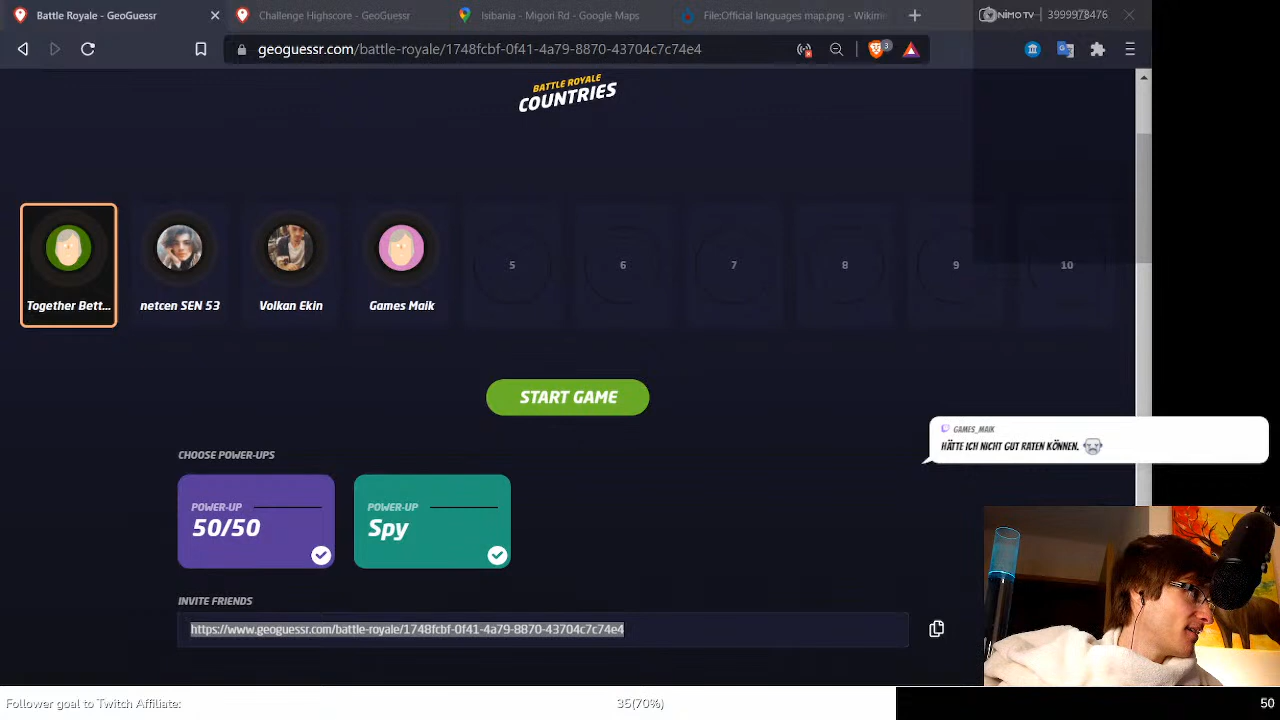 Battle Royale - GeoGuessr
Challenge Highscore - GeoGuessr
Isibania - Migori Rd - Google Maps
File:Official languages map.png - Wikim
NIMO TV
3999978476
geoguessr.com/battle-royale/1748fcbf-0f41-4a79-8870-43704c7c74e4
3
BATTLE ROYALE
COUNTRIES
5
6
7
8
9
10
Together Bett...
netcen SEN 53
Volkan Ekin
Games Maik
START GAME
GAMES_MAIK
HÄTTE ICH NICHT GUT RATEN KÖNNEN.
CHOOSE POWER-UPS
POWER-UP
50/50
POWER-UP
Spy
INVITE FRIENDS
https://www.geoguessr.com/battle-royale/1748fcbf-0f41-4a79-8870-43704c7c74e4
Follower goal to Twitch Affiliate:
35(70%)
50